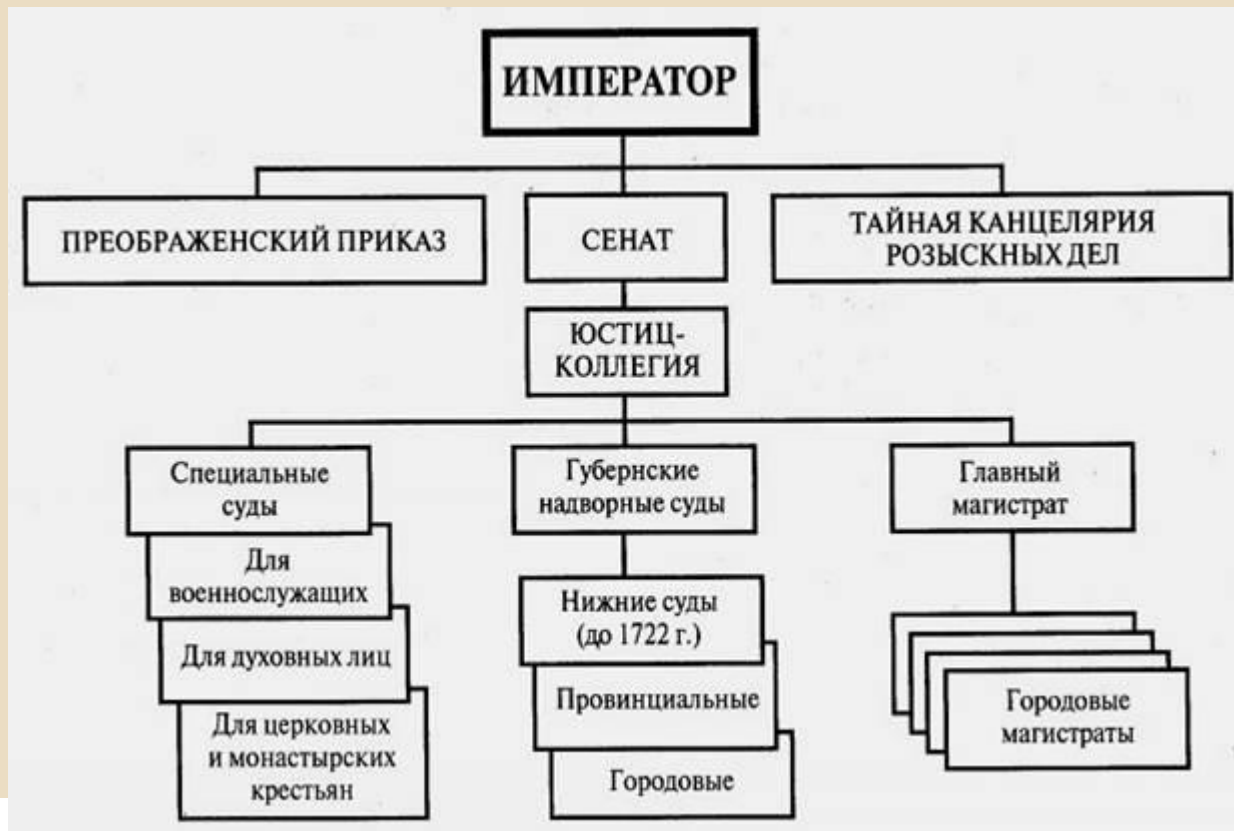 ИМПЕРАТОР
ПРЕОБРАЖЕНСКИЙ ПРИКАЗ
СЕНАТ
ТАЙНАЯ КАНЦЕЛЯРИЯ
РОЗЫСКНЫХ ДЕЛ
ЮСТИЦ-
КОЛЛЕГИЯ
Специальные
суды
Для
военнослужащих
Для духовных лиц
Для церковных
и монастырских
крестьян
Губернские
надворные суды
Нижние суды
(до 1722 г.)
Провинциальные
Городовые
Главный
магистрат
Городовые
магистраты